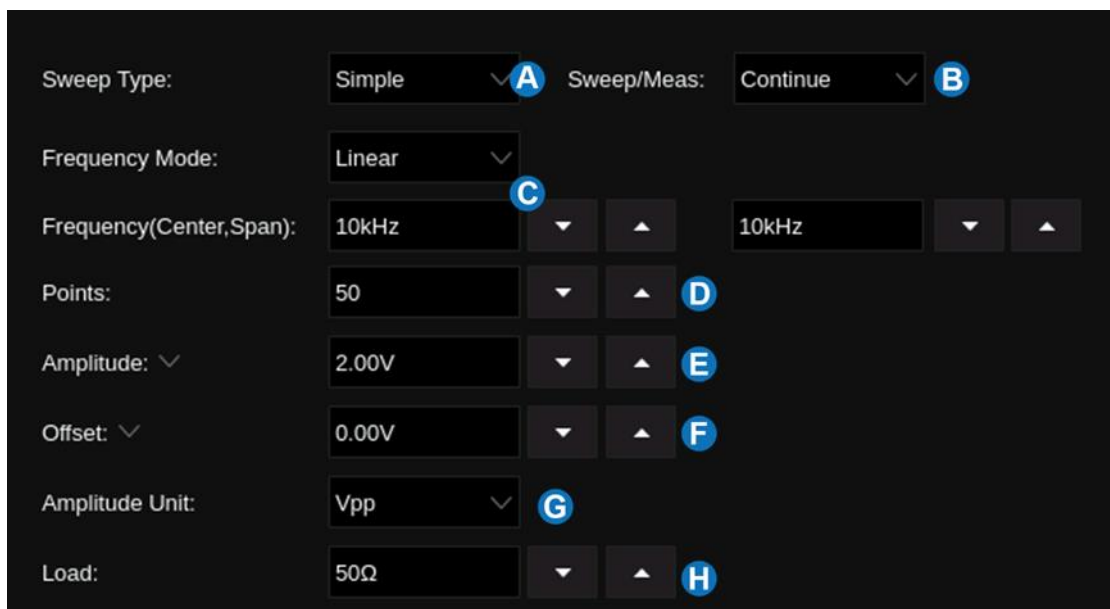 Sweep Type: Simple A Sweep/Meas: Continue B
Frequency Mode: Linear
C
Frequency(Center,Span): 10kHz 10kHz
Points: 50 D
Amplitude: 2.00V E
Offset: 0.00V F
Amplitude Unit: Vpp G
Load: 50Ω H